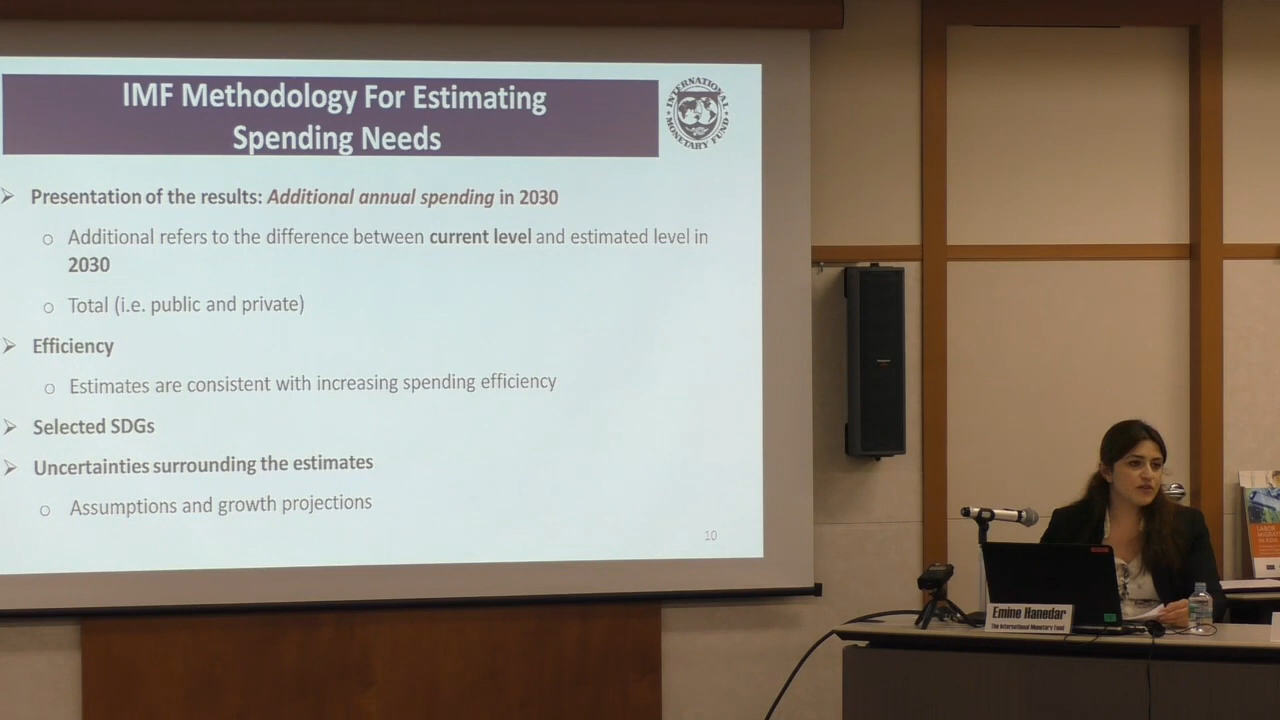 IMF Methodology For Estimating
Spending Needs
INTERNATIONAL
MONETARY FUND
Presentation of the results: Additional annual spending in 2030
Additional refers to the difference between current level and estimated level in
2030
Total (i.e. public and private)
Efficiency
Estimates are consistent with increasing spending efficiency
Selected SDGs
Uncertainties surrounding the estimates
Assumptions and growth projections
10
Emine Hanedar
The International Monetary Fund
LABOR
IN ASIA